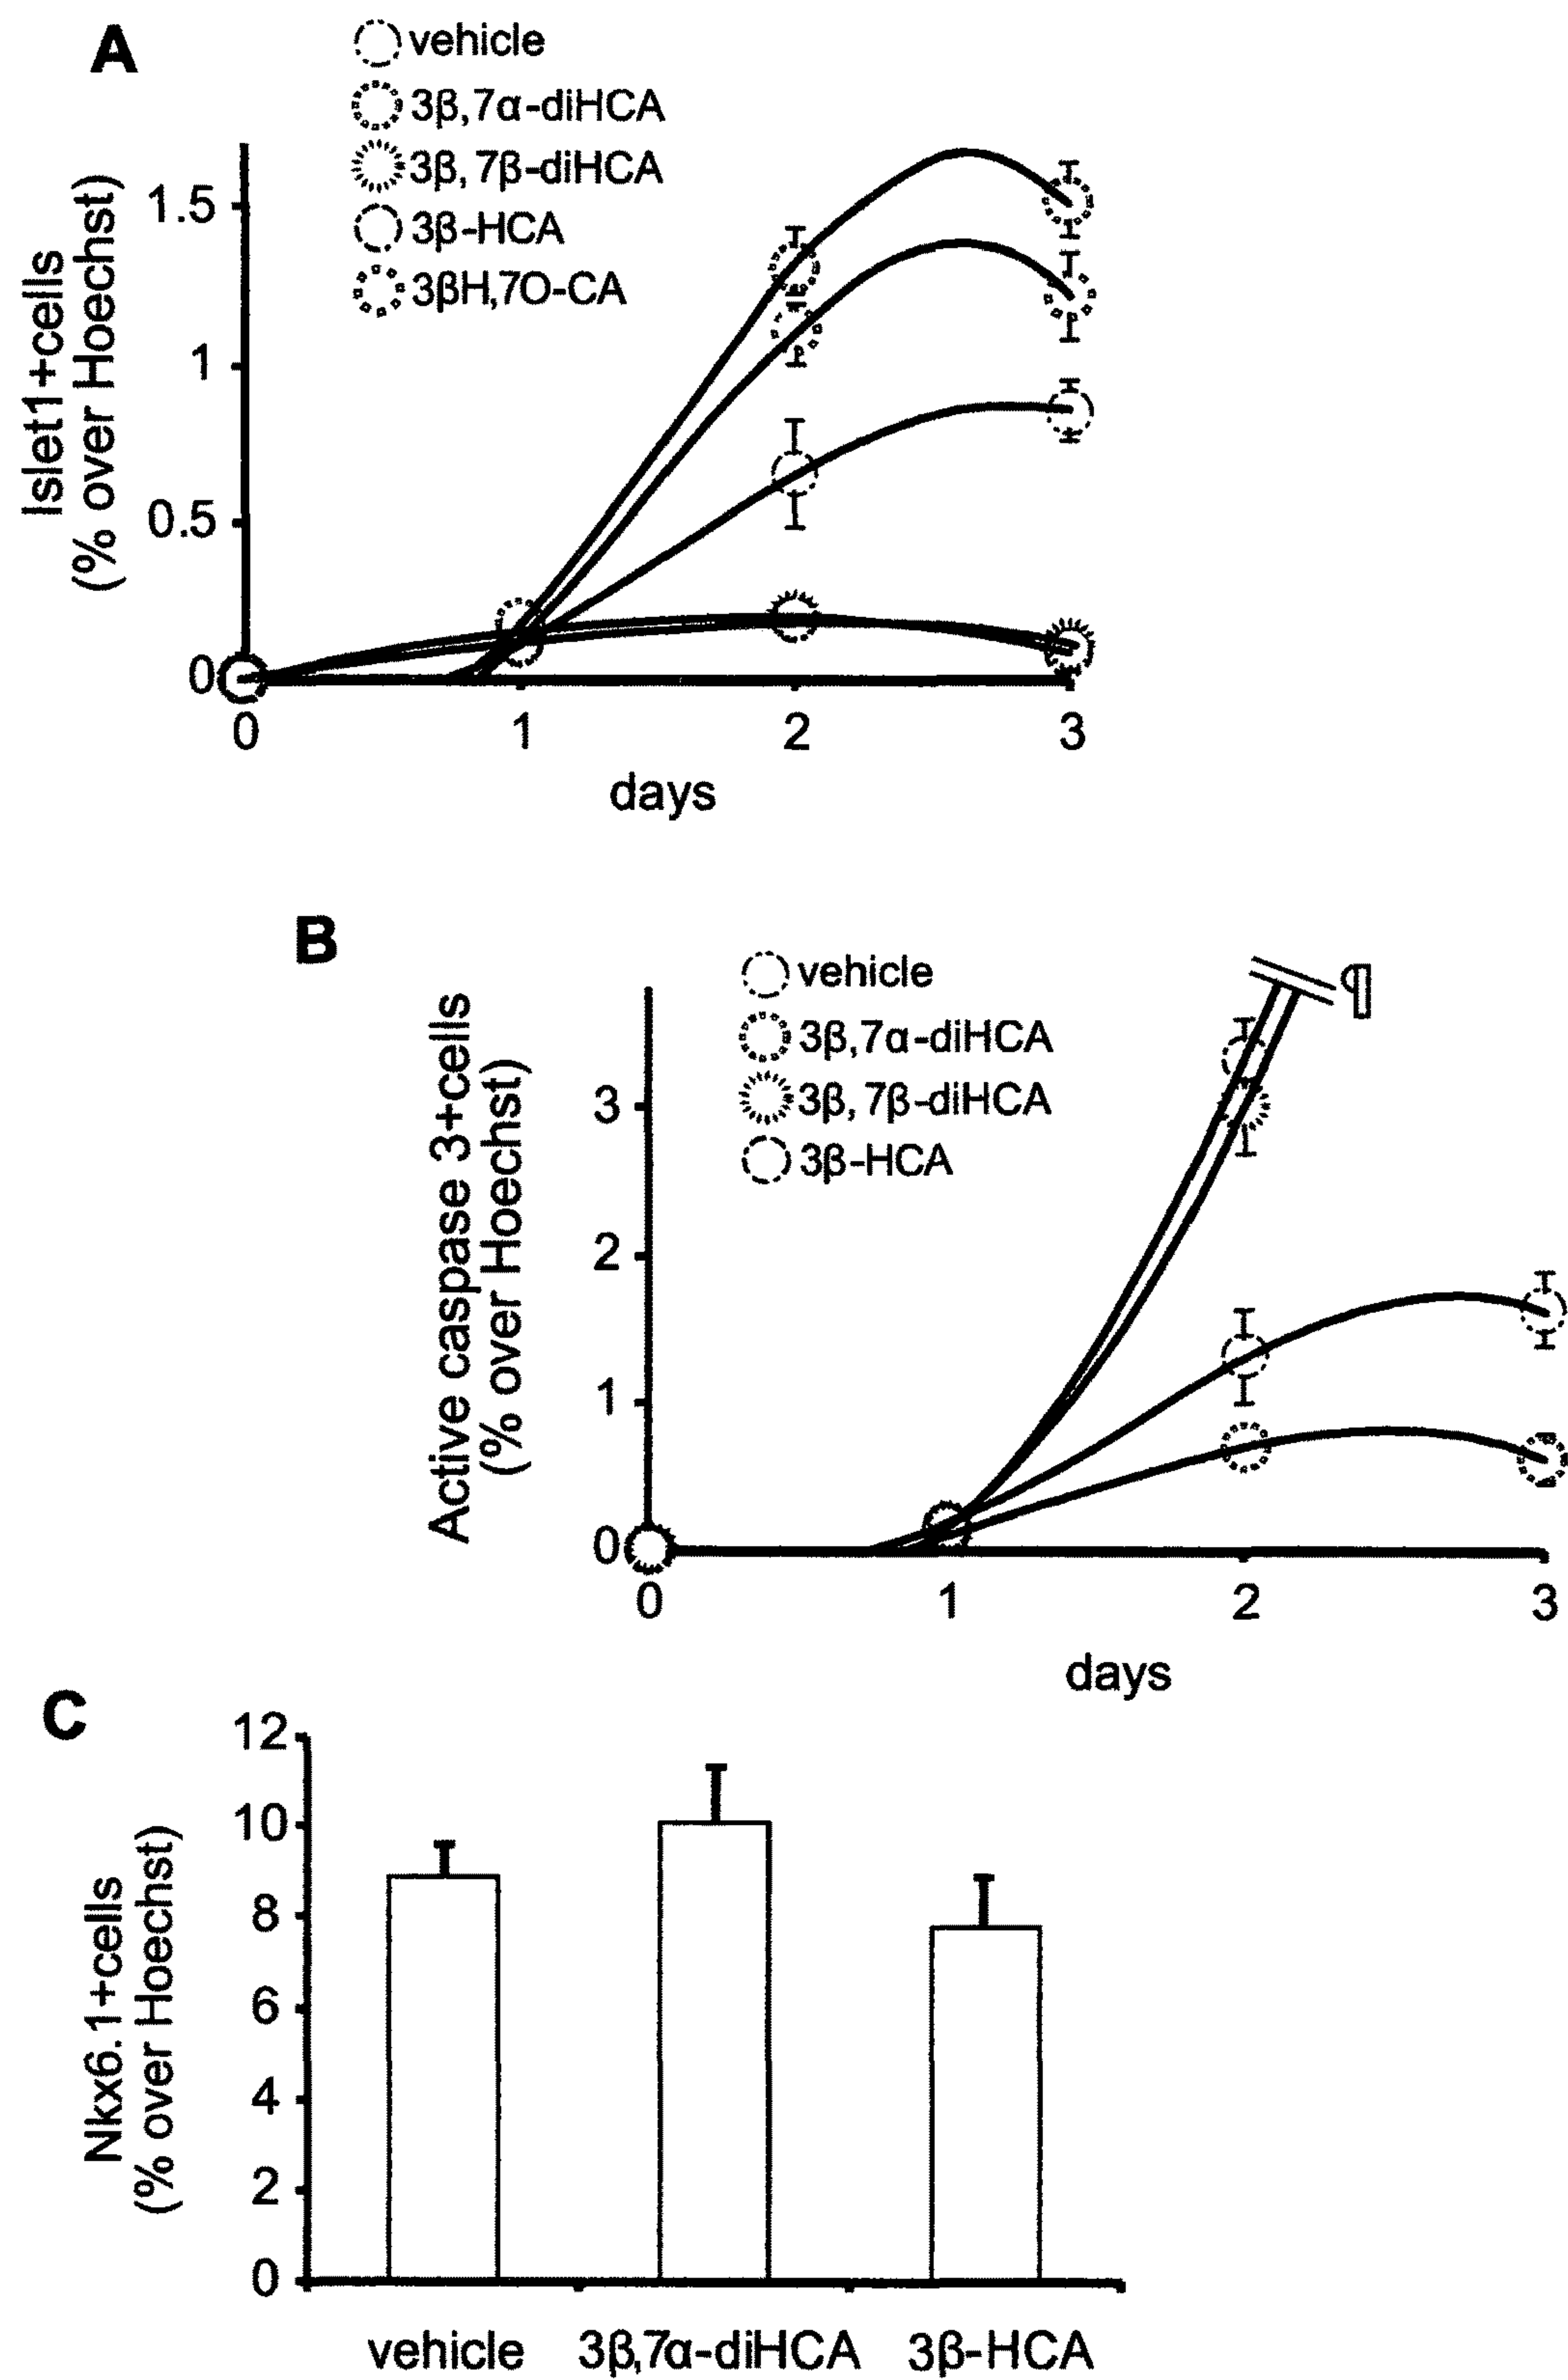 A
vehicle
3β,7α-diHCA
3β, 7β-diHCA
3β-HCA
3βH,7O-CA
Islet1+cells
(% over Hoechst)
1.5
1
0.5
0
0 1 2 3
days
B
vehicle
3β,7α-diHCA
3β, 7β-diHCA
3β-HCA
¶
Active caspase 3+cells
(% over Hoechst)
3
2
1
0
0 1 2 3
days
C
Nkx6.1+cells
(% over Hoechst)
12
10
8
6
4
2
0
vehicle 3β,7α-diHCA 3β-HCA